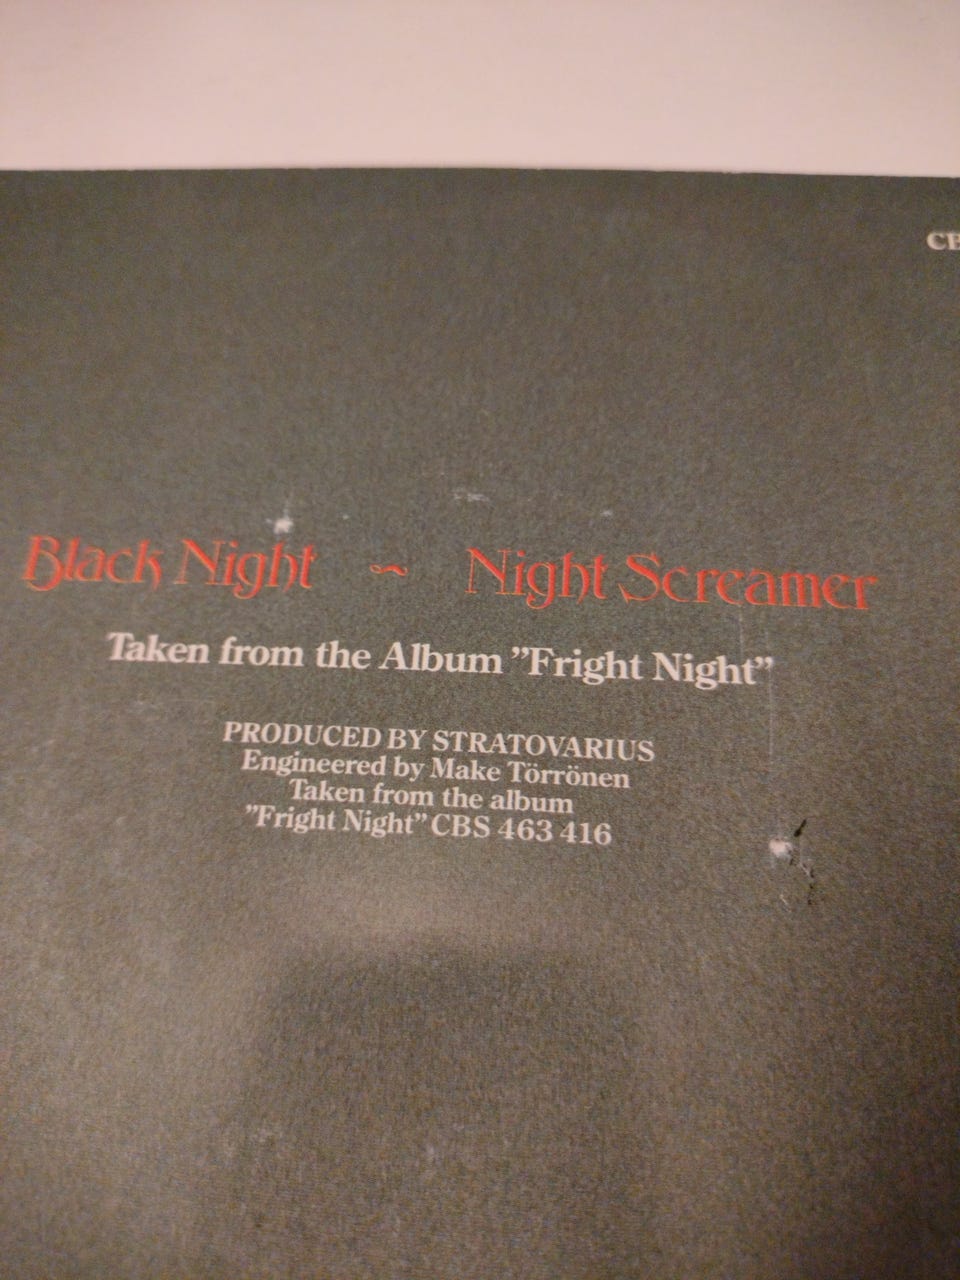 CB
Black Night ~ Night Screamer
Taken from the Album ”Fright Night”
PRODUCED BY STRATOVARIUS
Engineered by Make Törrönen
Taken from the album
”Fright Night” CBS 463 416